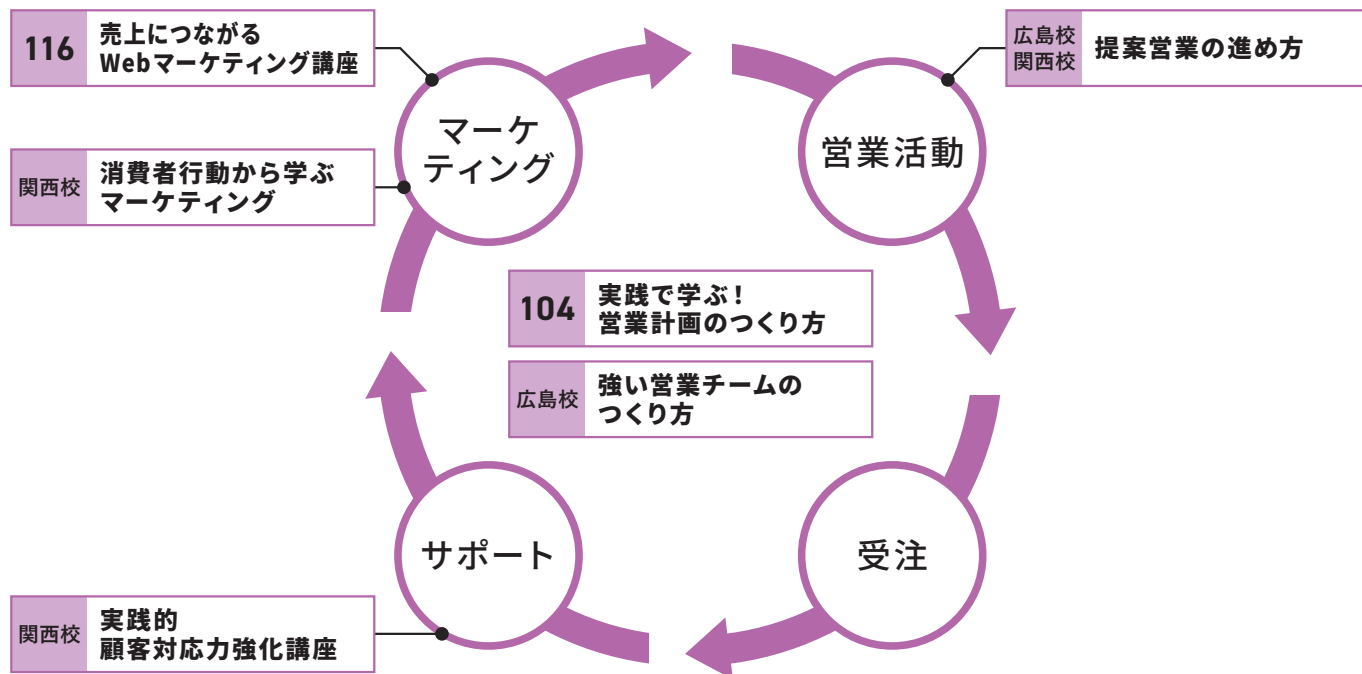 116
売上につながる
Webマーケティング講座
関西校
消費者行動から学ぶ
マーケティング
マーケ
ティング
営業活動
広島校
関西校
提案営業の進め方
104
実践で学ぶ！
営業計画のつくり方
広島校
強い営業チームの
つくり方
サポート
受注
関西校
実践的
顧客対応力強化講座